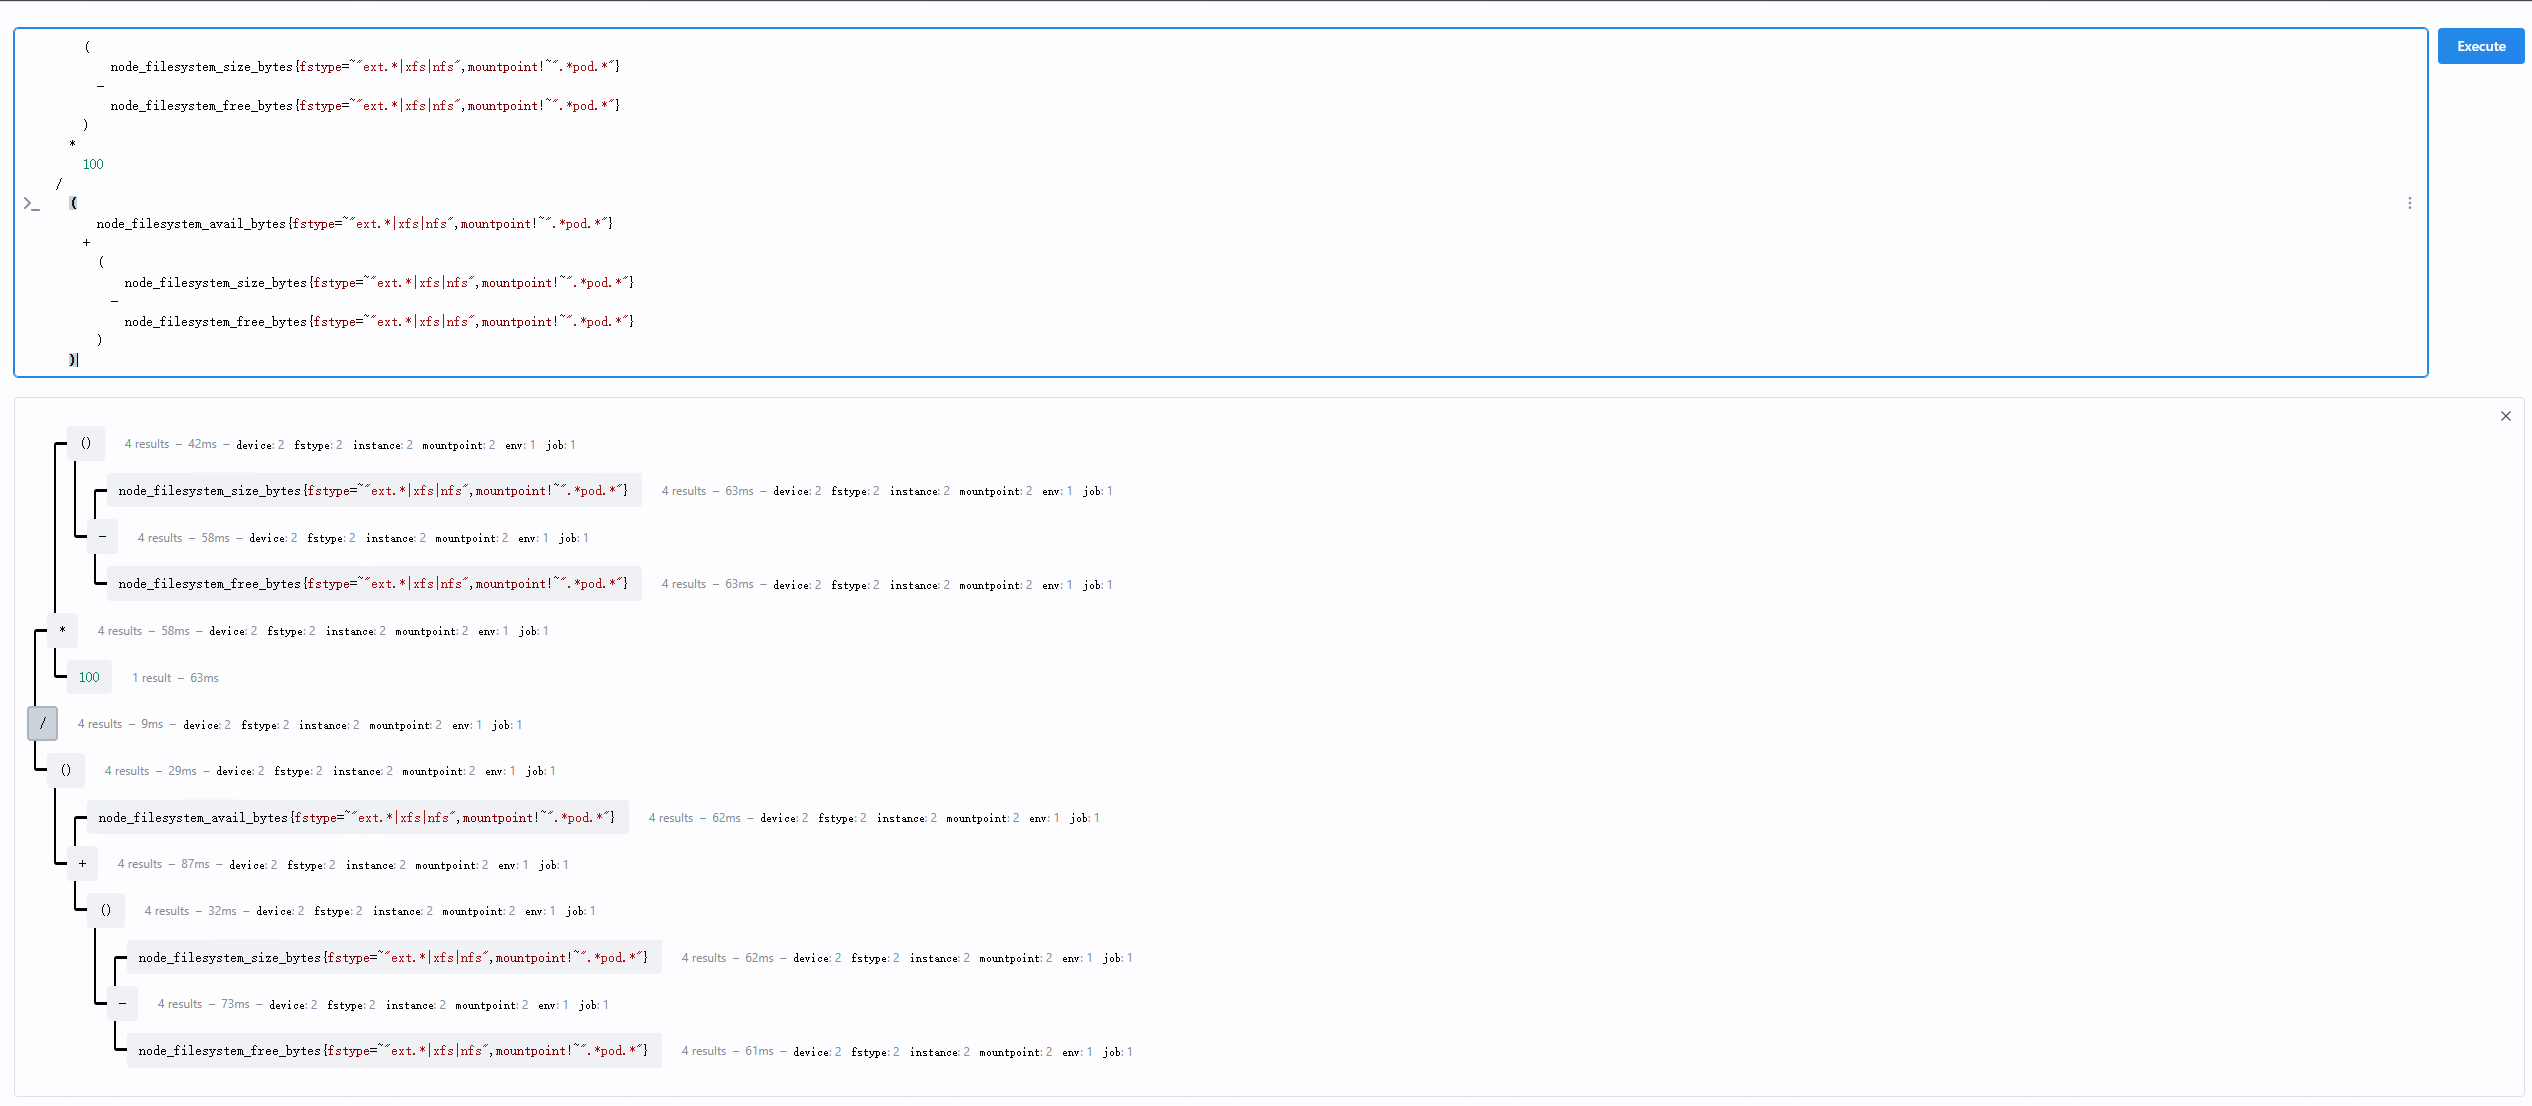 (
node_filesystem_size_bytes{fstype=~"ext.*|xfs|nfs",mountpoint!~".*pod.*"}
-
node_filesystem_free_bytes{fstype=~"ext.*|xfs|nfs",mountpoint!~".*pod.*"}
)
*
100
/
(
node_filesystem_avail_bytes{fstype=~"ext.*|xfs|nfs",mountpoint!~".*pod.*"}
+
(
node_filesystem_size_bytes{fstype=~"ext.*|xfs|nfs",mountpoint!~".*pod.*"}
-
node_filesystem_free_bytes{fstype=~"ext.*|xfs|nfs",mountpoint!~".*pod.*"}
)
)
Execute
() 4 results – 42ms – device: 2 fstype: 2 instance: 2 mountpoint: 2 env: 1 job: 1
node_filesystem_size_bytes{fstype=~"ext.*|xfs|nfs",mountpoint!~".*pod.*"} 4 results – 63ms – device: 2 fstype: 2 instance: 2 mountpoint: 2 env: 1 job: 1
- 4 results – 58ms – device: 2 fstype: 2 instance: 2 mountpoint: 2 env: 1 job: 1
node_filesystem_free_bytes{fstype=~"ext.*|xfs|nfs",mountpoint!~".*pod.*"} 4 results – 63ms – device: 2 fstype: 2 instance: 2 mountpoint: 2 env: 1 job: 1
* 4 results – 58ms – device: 2 fstype: 2 instance: 2 mountpoint: 2 env: 1 job: 1
100 1 result – 63ms
/ 4 results – 9ms – device: 2 fstype: 2 instance: 2 mountpoint: 2 env: 1 job: 1
() 4 results – 29ms – device: 2 fstype: 2 instance: 2 mountpoint: 2 env: 1 job: 1
node_filesystem_avail_bytes{fstype=~"ext.*|xfs|nfs",mountpoint!~".*pod.*"} 4 results – 62ms – device: 2 fstype: 2 instance: 2 mountpoint: 2 env: 1 job: 1
+ 4 results – 87ms – device: 2 fstype: 2 instance: 2 mountpoint: 2 env: 1 job: 1
() 4 results – 32ms – device: 2 fstype: 2 instance: 2 mountpoint: 2 env: 1 job: 1
node_filesystem_size_bytes{fstype=~"ext.*|xfs|nfs",mountpoint!~".*pod.*"} 4 results – 62ms – device: 2 fstype: 2 instance: 2 mountpoint: 2 env: 1 job: 1
- 4 results – 73ms – device: 2 fstype: 2 instance: 2 mountpoint: 2 env: 1 job: 1
node_filesystem_free_bytes{fstype=~"ext.*|xfs|nfs",mountpoint!~".*pod.*"} 4 results – 61ms – device: 2 fstype: 2 instance: 2 mountpoint: 2 env: 1 job: 1